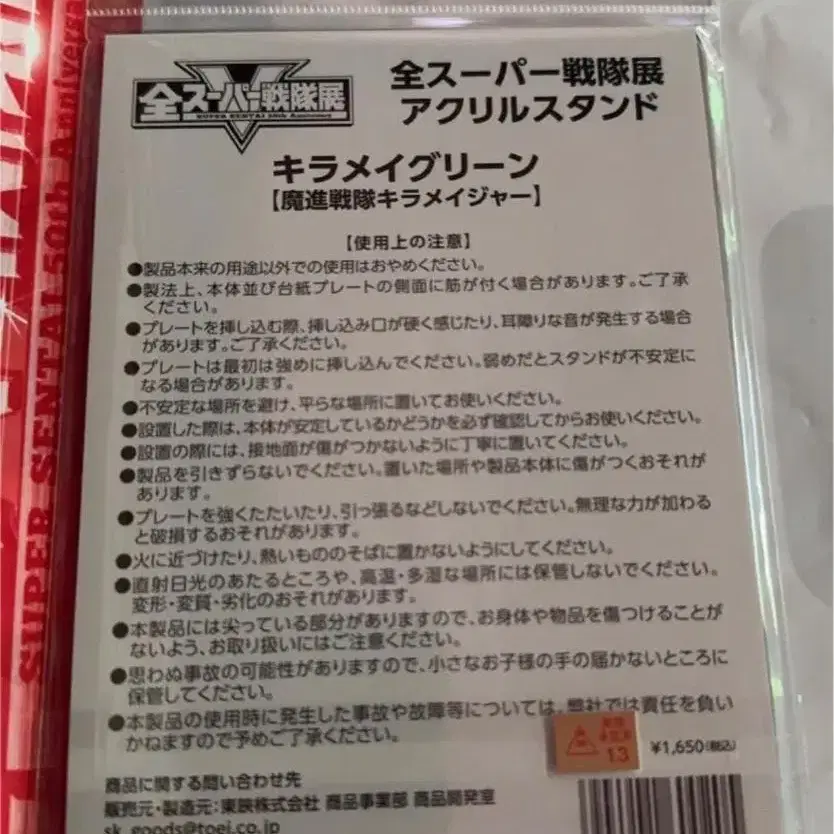 SUPER SENTAI 50th Anniver
全スーパー戦隊展
SUPER SENTAI 50th Anniversary
全スーパー戦隊展
アクリルスタンド
キラメイグリーン
【魔進戦隊キラメイジャー】
【使用上の注意】
●製品本来の用途以外での使用はおやめください。
●製法上、本体並び台紙プレートの側面に筋が付く場合があります。ご了承
ください。
●プレートを挿し込む際、挿し込み口が硬く感じたり、耳障りな音が発生する場合
があります。ご了承ください。
●プレートは最初は強めに挿し込んでください。弱めだとスタンドが不安定に
なる場合があります。
●不安定な場所を避け、平らな場所に置いてお使いください。
●設置した際は、本体が安定しているかどうかを必ず確認してからお使いください。
●設置の際には、接地面が傷がつかないように丁寧に置いてください。
●製品を引きずらないでください。置いた場所や製品本体に傷がつくおそれが
あります。
●プレートを強くたたいたり、引っ張るなどしないでください。無理な力が加わる
と破損するおそれがあります。
●火に近づけたり、熱いもののそばに置かないようにしてください。
●直射日光のあたるところや、高温・多湿な場所には保管しないでください。
変形・変質・劣化のおそれがあります。
●本製品には尖っている部分がありますので、お身体や物品を傷つけることが
ないよう、お取り扱いにはご注意ください。
●思わぬ事故の可能性がありますので、小さなお子様の手の届かないところに
保管してください。
●本製品の使用時に発生した事故や故障等については、弊社では責任を負い
かねますので予めご了承ください。
13
¥1,650(税込)
商品に関する問い合わせ先
販売元・製造元:東映株式会社 商品事業部 商品開発室
sk_goods@toei.co.jp